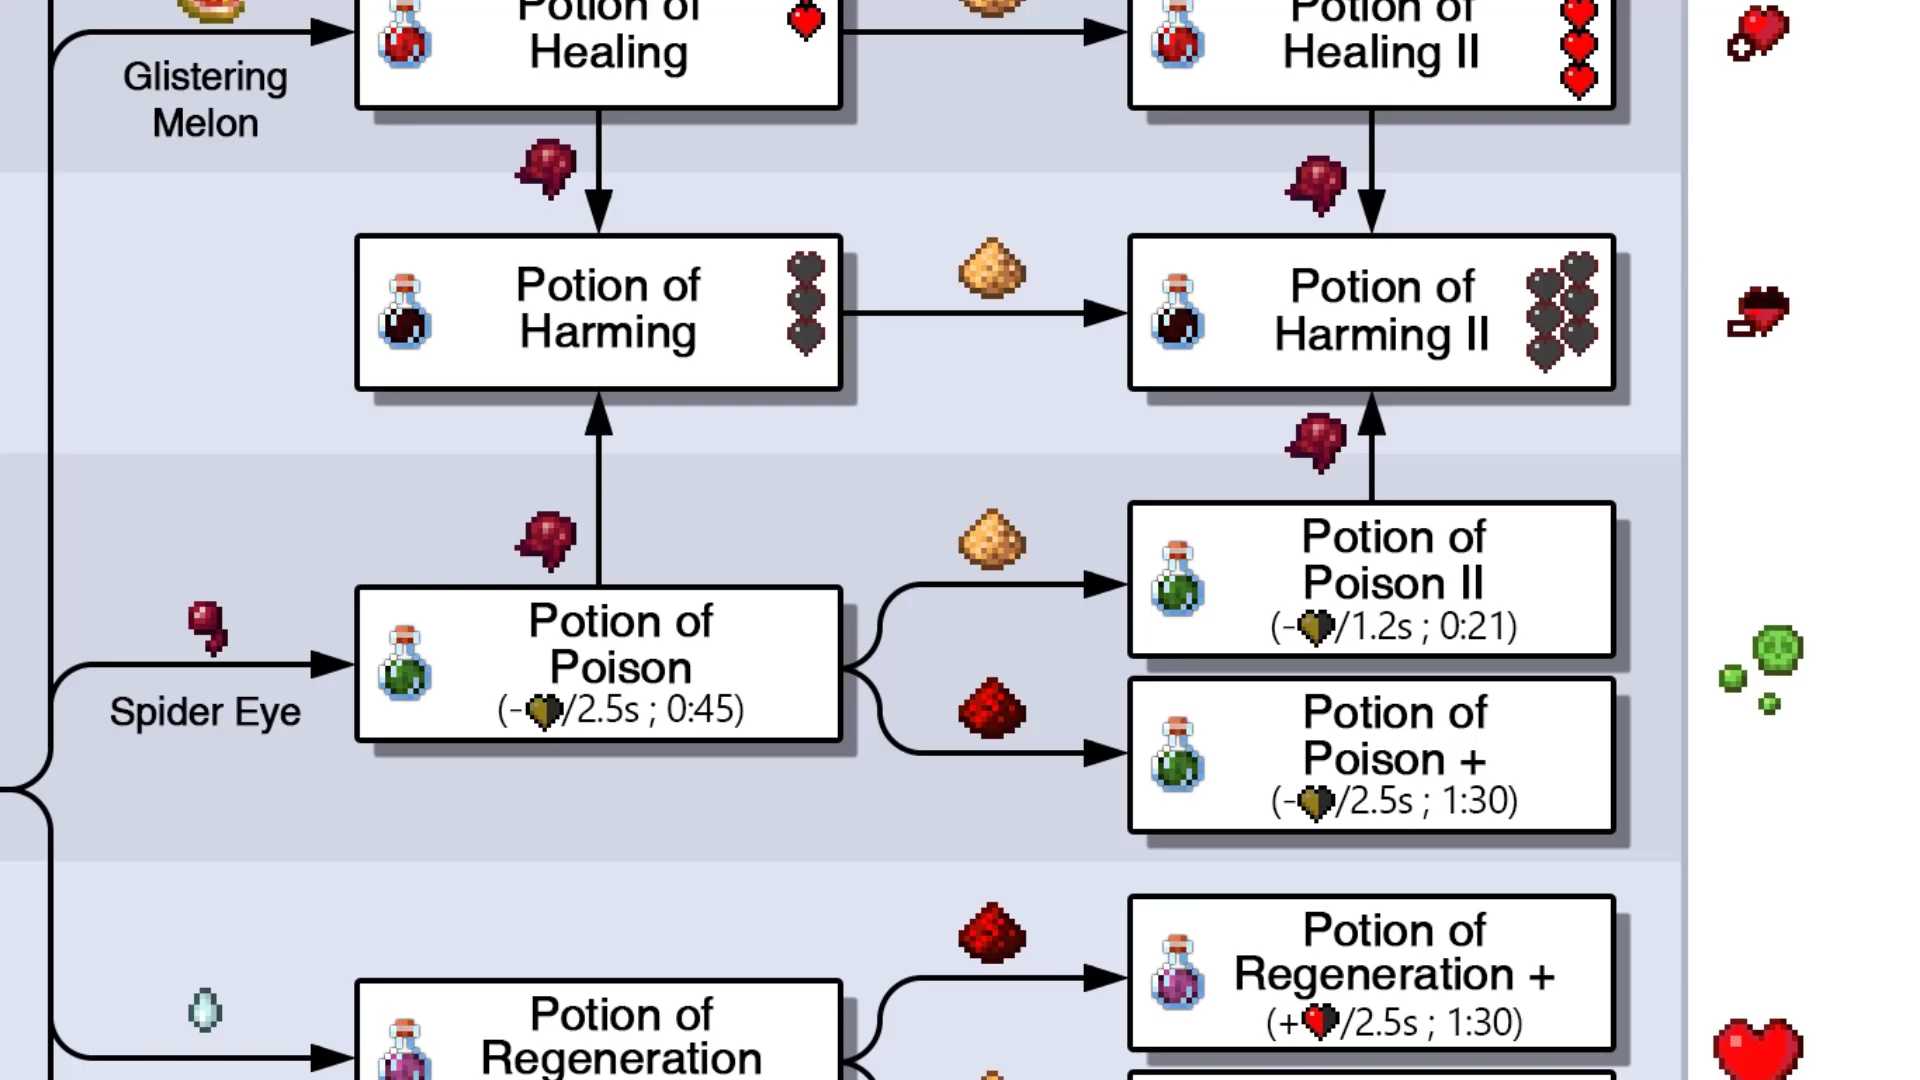 Potion of
Healing
Potion of
Healing II
Glistering
Melon
Potion of
Harming
Potion of
Harming II
Potion of
Poison II
(-/1.2s ; 0:21)
Spider Eye
Potion of
Poison
(-/2.5s ; 0:45)
Potion of
Poison +
(-/2.5s ; 1:30)
Potion of
Regeneration +
(+/2.5s ; 1:30)
Potion of
Regeneration